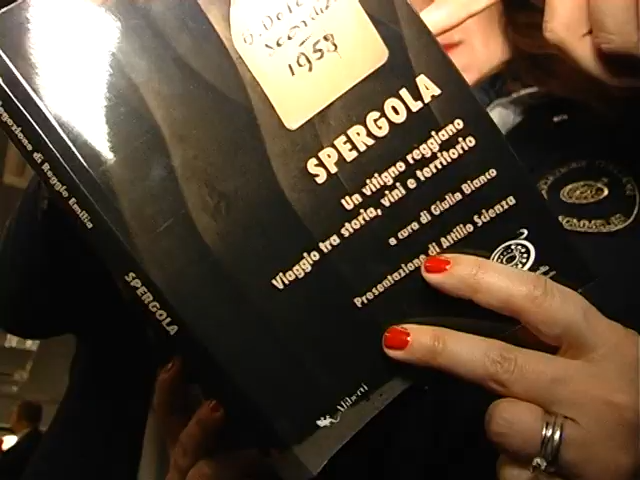 1958
SPERGOLA
Un vitigno reggiano
Viaggio tra storia, vini e territorio
a cura di Giulia Bianco
Presentazione di Attilio Scienza
Aliberti
SPERGOLA
di Reggio Emilia